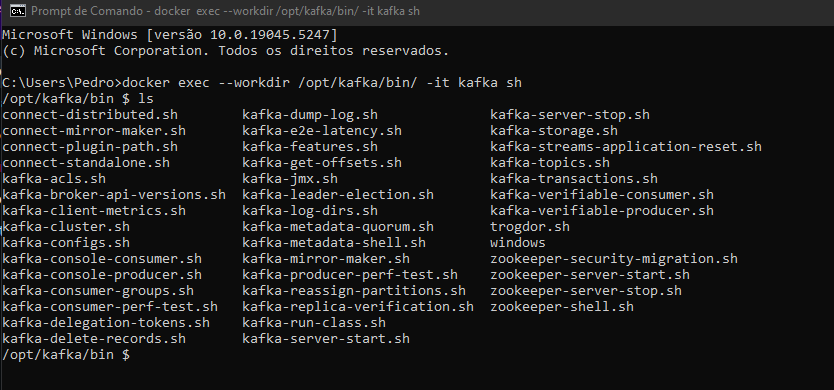 Prompt de Comando - docker exec --workdir /opt/kafka/bin/ -it kafka sh
Microsoft Windows [versão 10.0.19045.5247]
(c) Microsoft Corporation. Todos os direitos reservados.
C:\Users\Pedro>docker exec --workdir /opt/kafka/bin/ -it kafka sh
/opt/kafka/bin $ ls
connect-distributed.sh kafka-dump-log.sh kafka-server-stop.sh
connect-mirror-maker.sh kafka-e2e-latency.sh kafka-storage.sh
connect-plugin-path.sh kafka-features.sh kafka-streams-application-reset.sh
connect-standalone.sh kafka-get-offsets.sh kafka-topics.sh
kafka-acls.sh kafka-jmx.sh kafka-transactions.sh
kafka-broker-api-versions.sh kafka-leader-election.sh kafka-verifiable-consumer.sh
kafka-client-metrics.sh kafka-log-dirs.sh kafka-verifiable-producer.sh
kafka-cluster.sh kafka-metadata-quorum.sh trogdor.sh
kafka-configs.sh kafka-metadata-shell.sh windows
kafka-console-consumer.sh kafka-mirror-maker.sh zookeeper-security-migration.sh
kafka-console-producer.sh kafka-producer-perf-test.sh zookeeper-server-start.sh
kafka-consumer-groups.sh kafka-reassign-partitions.sh zookeeper-server-stop.sh
kafka-consumer-perf-test.sh kafka-replica-verification.sh zookeeper-shell.sh
kafka-delegation-tokens.sh kafka-run-class.sh
kafka-delete-records.sh kafka-server-start.sh
/opt/kafka/bin $